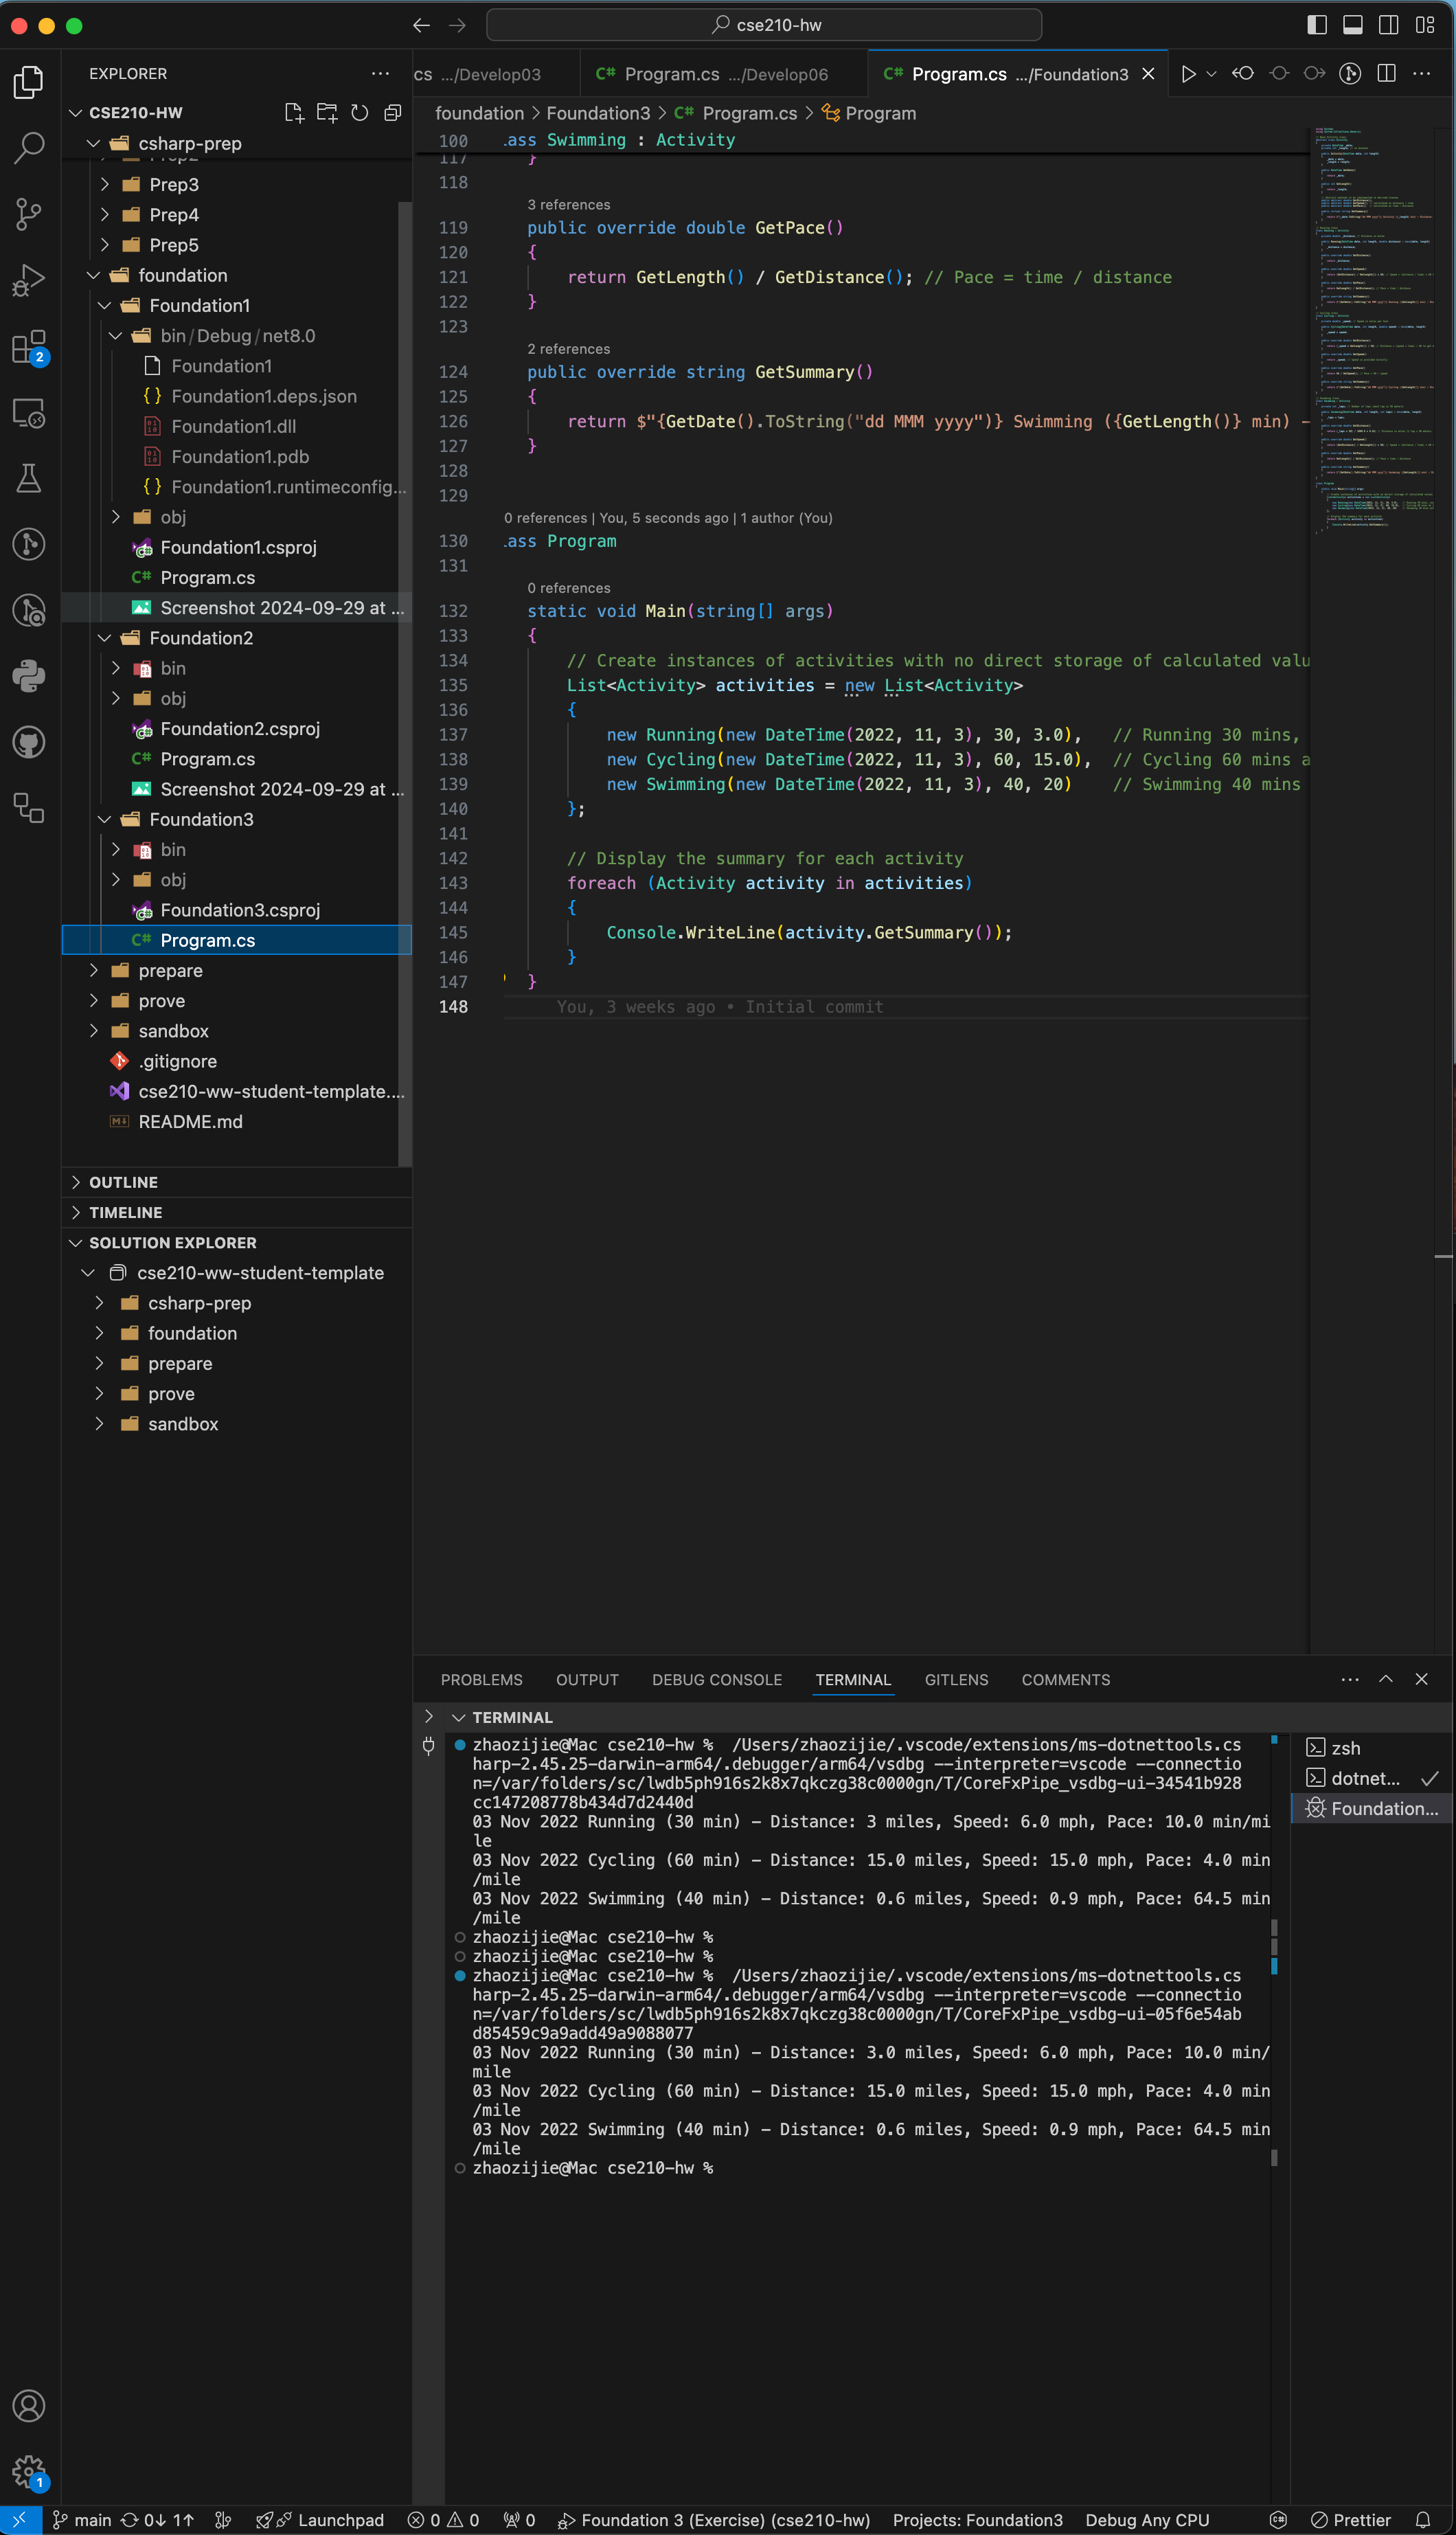 cse210-hw
EXPLORER
CSE210-HW
csharp-prep
Prep2
Prep3
Prep4
Prep5
foundation
Foundation1
bin/Debug/net8.0
Foundation1
Foundation1.deps.json
Foundation1.dll
Foundation1.pdb
Foundation1.runtimeconfig...
obj
Foundation1.csproj
C# Program.cs
Screenshot 2024-09-29 at ...
Foundation2
bin
obj
Foundation2.csproj
C# Program.cs
Screenshot 2024-09-29 at ...
Foundation3
bin
obj
Foundation3.csproj
C# Program.cs
prepare
prove
sandbox
.gitignore
cse210-ww-student-template....
README.md
OUTLINE
TIMELINE
SOLUTION EXPLORER
cse210-ww-student-template
csharp-prep
foundation
prepare
prove
sandbox
2
1
cs .../Develop03
C# Program.cs .../Develop06
C# Program.cs .../Foundation3
foundation > Foundation3 > C# Program.cs > Program
100 ass Swimming : Activity
117 }
118
3 references
119 public override double GetPace()
120 {
121 return GetLength() / GetDistance(); // Pace = time / distance
122 }
123
2 references
124 public override string GetSummary()
125 {
126 return $"{GetDate().ToString("dd MMM yyyy")} Swimming ({GetLength()} min) –
127 }
128
129
0 references | You, 5 seconds ago | 1 author (You)
130 ass Program
131
0 references
132 static void Main(string[] args)
133 {
134 // Create instances of activities with no direct storage of calculated valu
135 List<Activity> activities = new List<Activity>
136 {
137 new Running(new DateTime(2022, 11, 3), 30, 3.0), // Running 30 mins,
138 new Cycling(new DateTime(2022, 11, 3), 60, 15.0), // Cycling 60 mins a
139 new Swimming(new DateTime(2022, 11, 3), 40, 20) // Swimming 40 mins
140 };
141
142 // Display the summary for each activity
143 foreach (Activity activity in activities)
144 {
145 Console.WriteLine(activity.GetSummary());
146 }
147 }
148 You, 3 weeks ago • Initial commit
PROBLEMS OUTPUT DEBUG CONSOLE TERMINAL GITLENS COMMENTS
TERMINAL
zhaozijie@Mac cse210-hw % /Users/zhaozijie/.vscode/extensions/ms-dotnettools.cs
harp-2.45.25-darwin-arm64/.debugger/arm64/vsdbg --interpreter=vscode --connectio
n=/var/folders/sc/lwdb5ph916s2k8x7qkczg38c0000gn/T/CoreFxPipe_vsdbg-ui-34541b928
cc147208778b434d7d2440d
03 Nov 2022 Running (30 min) – Distance: 3 miles, Speed: 6.0 mph, Pace: 10.0 min/mi
le
03 Nov 2022 Cycling (60 min) – Distance: 15.0 miles, Speed: 15.0 mph, Pace: 4.0 min
/mile
03 Nov 2022 Swimming (40 min) – Distance: 0.6 miles, Speed: 0.9 mph, Pace: 64.5 min
/mile
zhaozijie@Mac cse210-hw %
zhaozijie@Mac cse210-hw %
zhaozijie@Mac cse210-hw % /Users/zhaozijie/.vscode/extensions/ms-dotnettools.cs
harp-2.45.25-darwin-arm64/.debugger/arm64/vsdbg --interpreter=vscode --connectio
n=/var/folders/sc/lwdb5ph916s2k8x7qkczg38c0000gn/T/CoreFxPipe_vsdbg-ui-05f6e54ab
d85459c9a9add49a9088077
03 Nov 2022 Running (30 min) – Distance: 3.0 miles, Speed: 6.0 mph, Pace: 10.0 min/
mile
03 Nov 2022 Cycling (60 min) – Distance: 15.0 miles, Speed: 15.0 mph, Pace: 4.0 min
/mile
03 Nov 2022 Swimming (40 min) – Distance: 0.6 miles, Speed: 0.9 mph, Pace: 64.5 min
/mile
zhaozijie@Mac cse210-hw %
zsh
dotnet...
Foundation...
main 0↓ 1↑ Launchpad 0 0 0 Foundation 3 (Exercise) (cse210-hw) Projects: Foundation3 Debug Any CPU Prettier